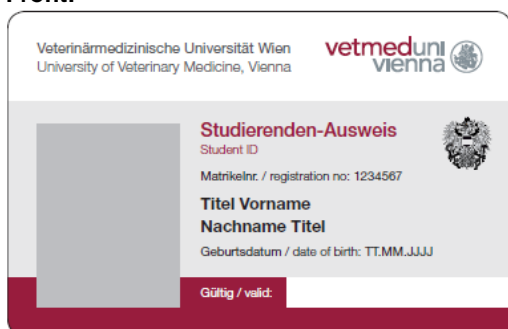 Front:
Veterinärmedizinische Universität Wien
University of Veterinary Medicine, Vienna
vetmeduni
vienna
Studierenden-Ausweis
Student ID
Matrikelnr. / registration no: 1234567
Titel Vorname
Nachname Titel
Geburtsdatum / date of birth: TT.MM.JJJJ
Gültig / valid: